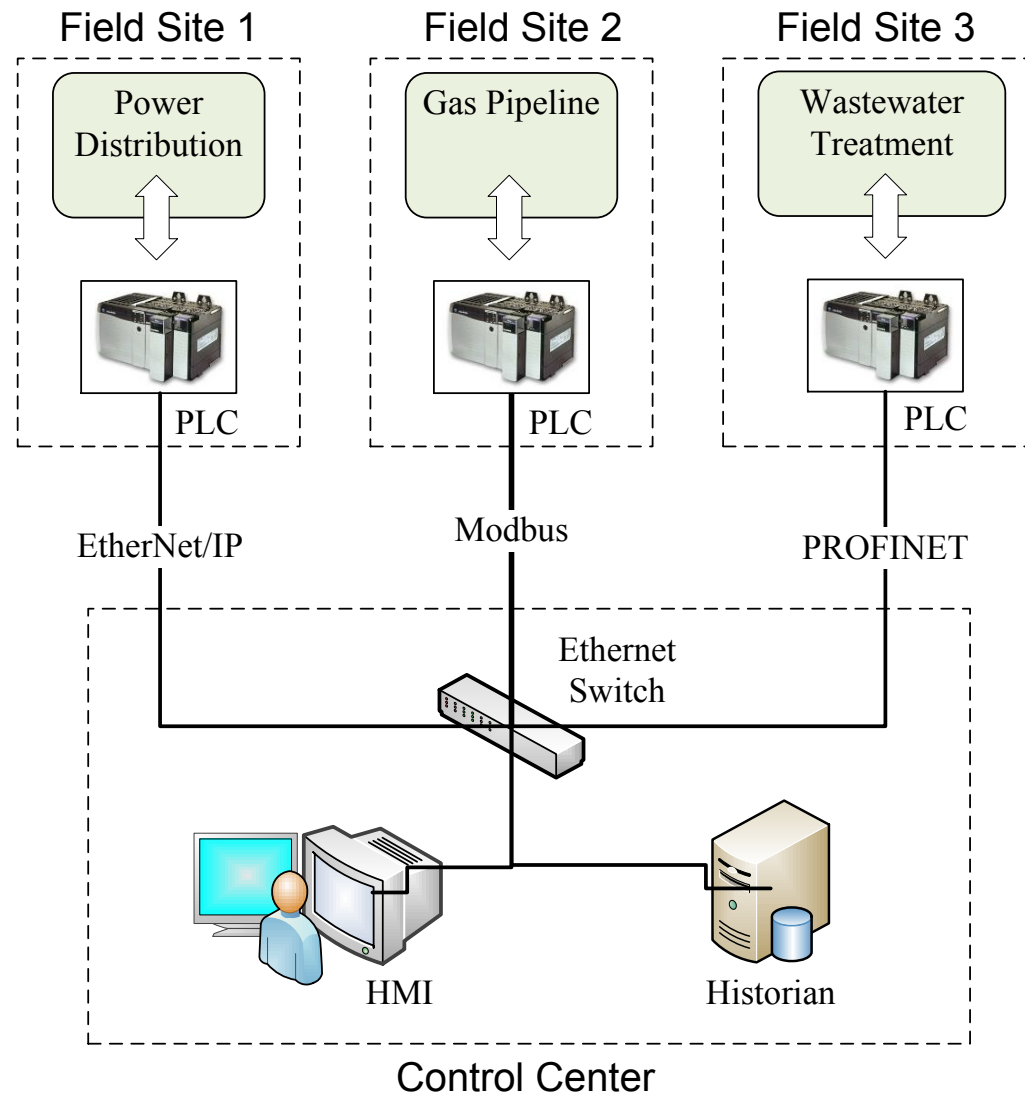 Field Site 1
Field Site 2
Field Site 3
Power
Distribution
Gas Pipeline
Wastewater
Treatment
PLC
PLC
PLC
EtherNet/IP
Modbus
PROFINET
Ethernet
Switch
HMI
Historian
Control Center